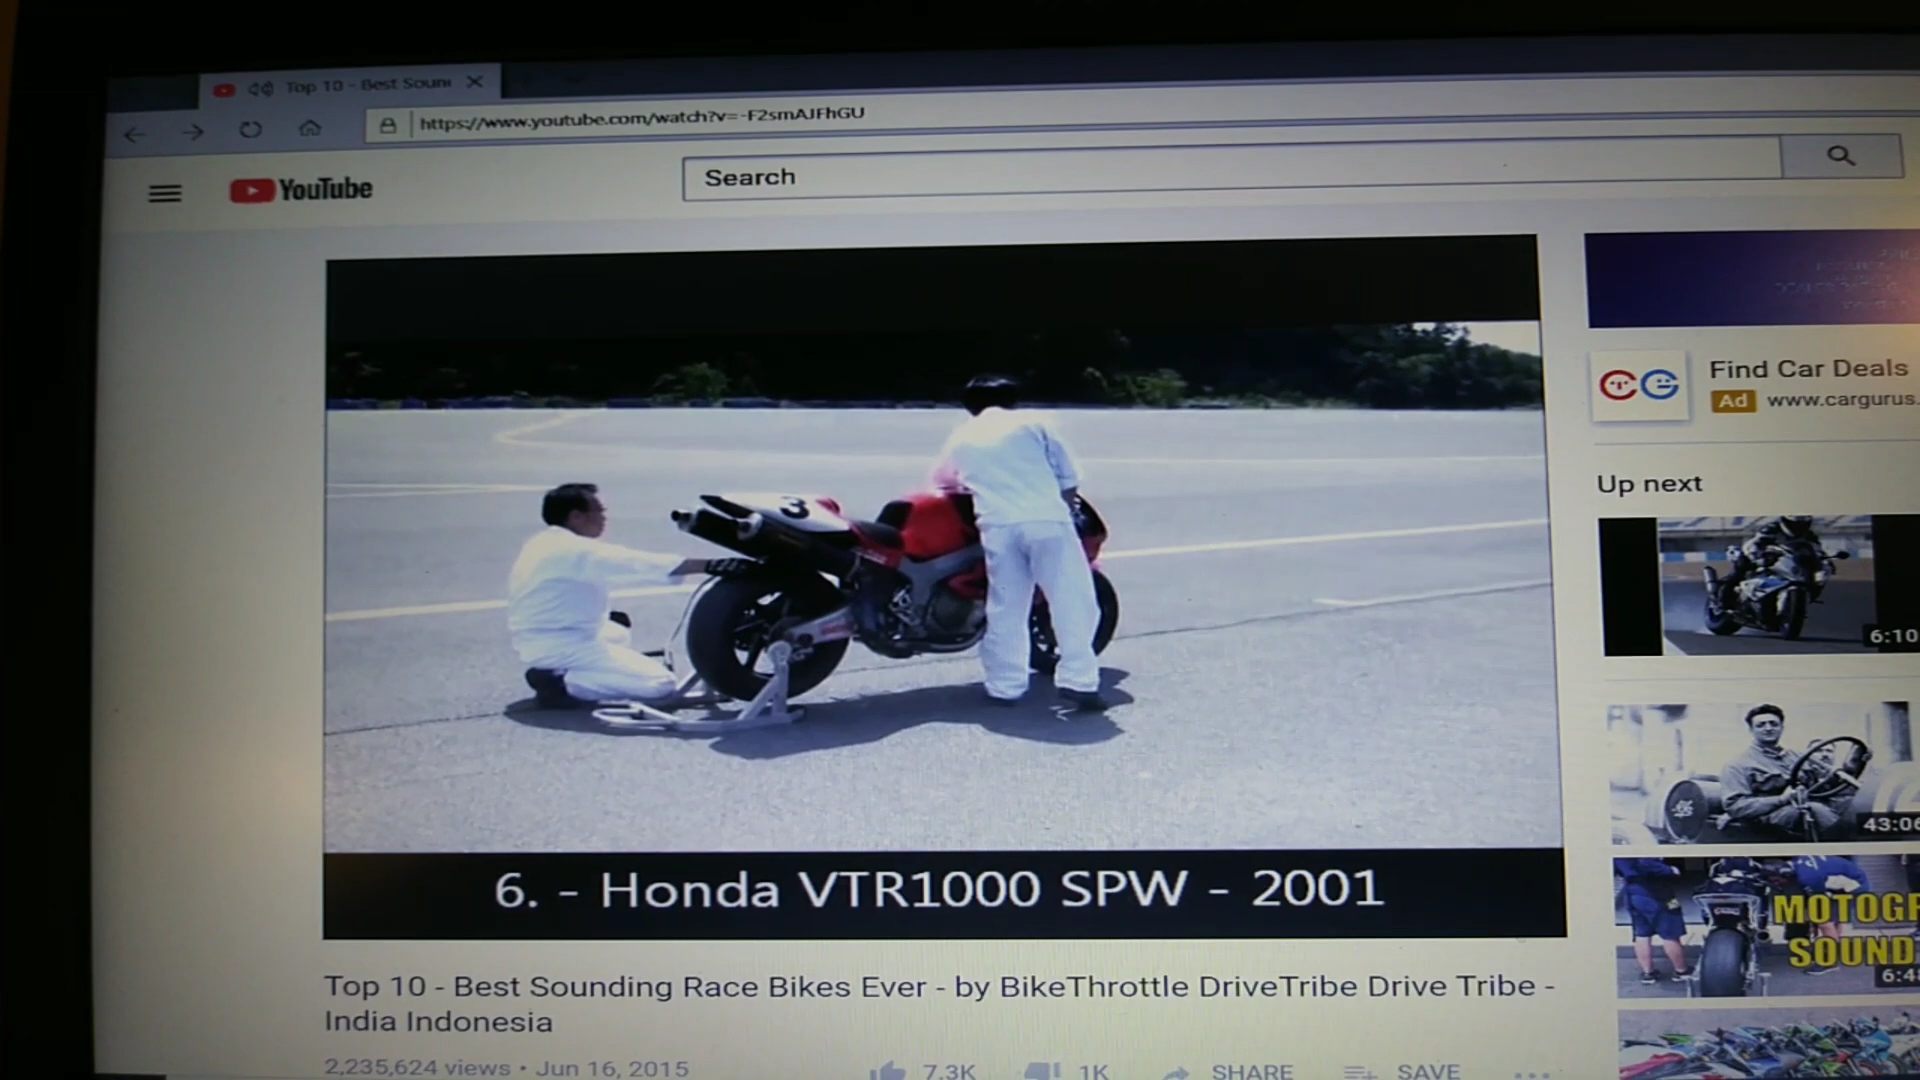 Top 10 - Best Soun
https://www.youtube.com/watch?v=-F2smAJFhGU
YouTube
Search
Find Car Deals
Ad www.cargurus.
Up next
3
6:10
43:06
MOTOGP
SOUND
6:4
6. - Honda VTR1000 SPW - 2001
Top 10 - Best Sounding Race Bikes Ever - by BikeThrottle DriveTribe Drive Tribe -
India Indonesia
2,235,624 views • Jun 16, 2015
7.3K 1K SHARE SAVE